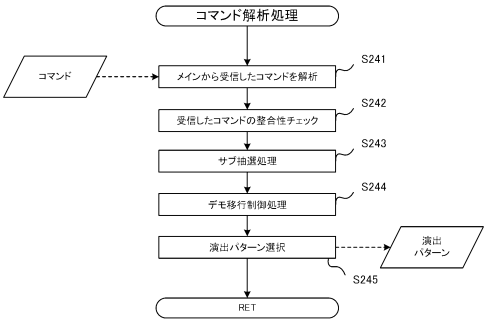 コマンド解析処理
S241
コマンド
メインから受信したコマンドを解析
S242
受信したコマンドの整合性チェック
S243
サブ抽選処理
S244
デモ移行制御処理
演出パターン選択
演出
パターン
S245
RET